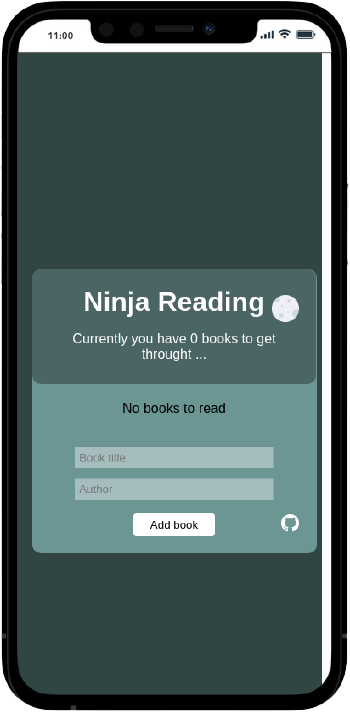 11:00
Ninja Reading
Currently you have 0 books to get
throught ...
No books to read
Book title
Author
Add book